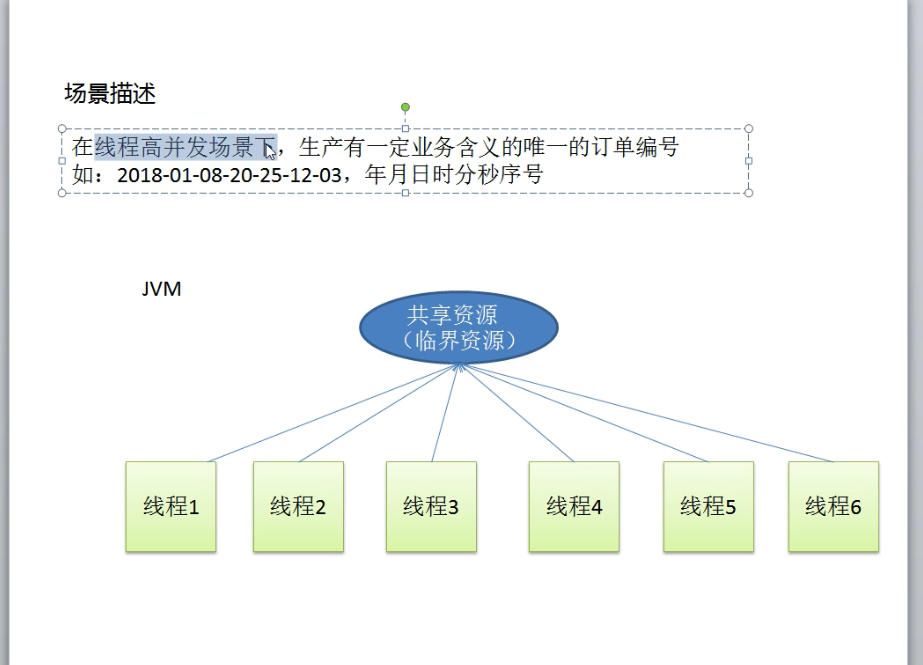 场景描述
在线程高并发场景下，生产有一定业务含义的唯一的订单编号
如：2018-01-08-20-25-12-03，年月日时分秒序号
JVM
共享资源
（临界资源）
线程1
线程2
线程3
线程4
线程5
线程6